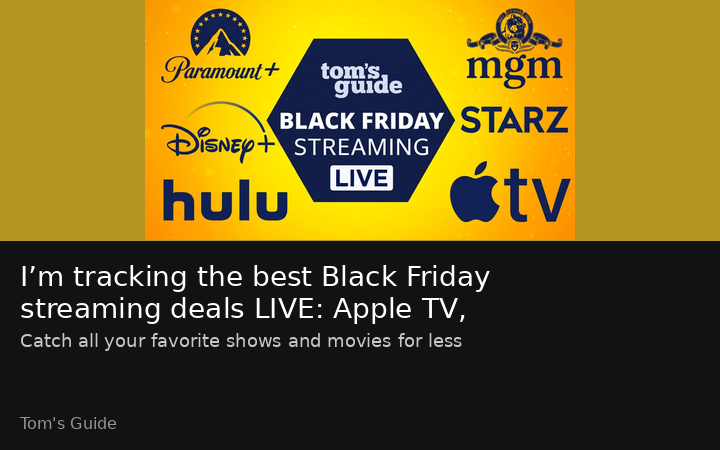 Paramount+
Disney+
hulu
tom's
guide
BLACK FRIDAY
STREAMING
LIVE
mgm
STARZ
tv
I’m tracking the best Black Friday
streaming deals LIVE: Apple TV,
Catch all your favorite shows and movies for less
Tom's Guide